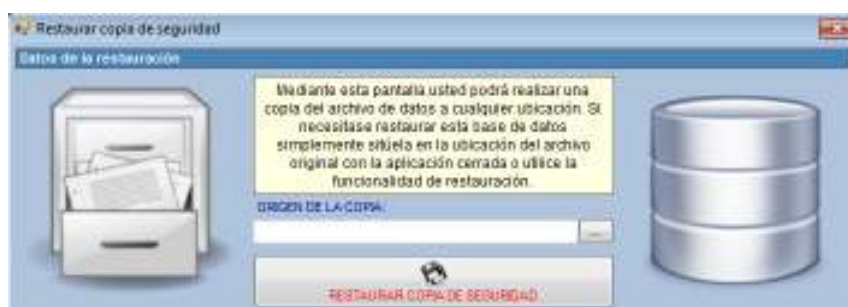 Restaurar copia de seguridad
Datos de la restauración
Mediante esta pantalla usted podrá realizar una
copia del archivo de datos a cualquier ubicación. Si
necesitase restaurar esta base de datos
simplemente sitúela en la ubicación del archivo
original con la aplicación cerrada o utilice la
funcionalidad de restauración.
ORIGEN DE LA COPIA:
...
RESTAURAR COPIA DE SEGURIDAD